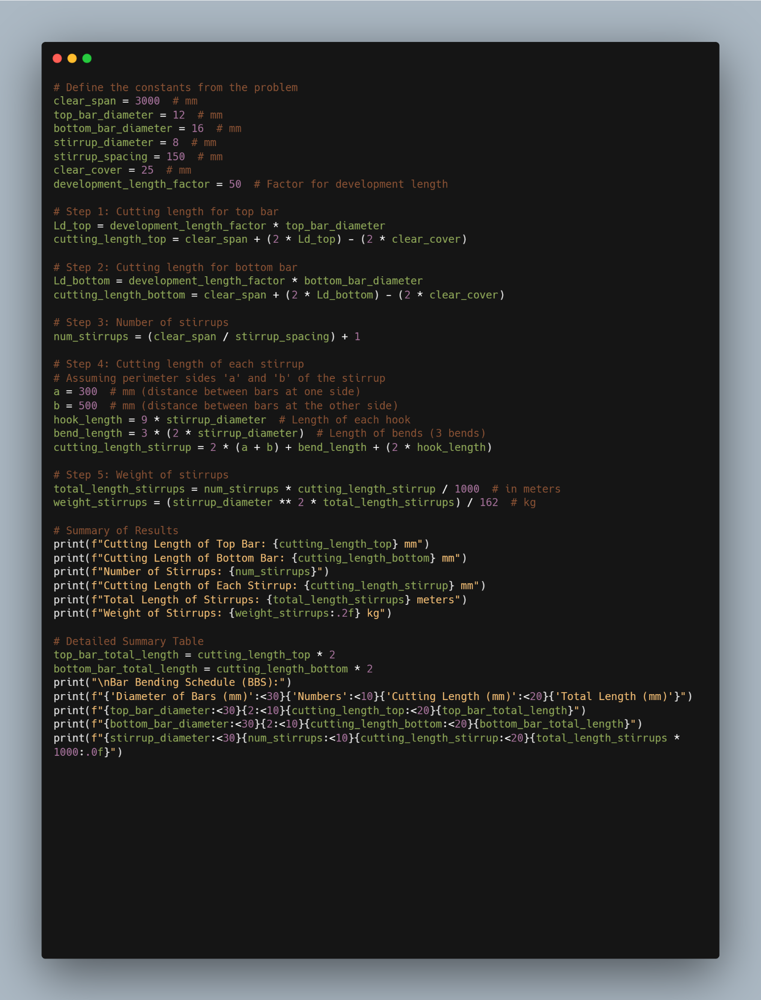 # Define the constants from the problem
clear_span = 3000  # mm
top_bar_diameter = 12  # mm
bottom_bar_diameter = 16  # mm
stirrup_diameter = 8  # mm
stirrup_spacing = 150  # mm
clear_cover = 25  # mm
development_length_factor = 50  # Factor for development length

# Step 1: Cutting length for top bar
Ld_top = development_length_factor * top_bar_diameter
cutting_length_top = clear_span + (2 * Ld_top) - (2 * clear_cover)

# Step 2: Cutting length for bottom bar
Ld_bottom = development_length_factor * bottom_bar_diameter
cutting_length_bottom = clear_span + (2 * Ld_bottom) - (2 * clear_cover)

# Step 3: Number of stirrups
num_stirrups = (clear_span / stirrup_spacing) + 1

# Step 4: Cutting length of each stirrup
# Assuming perimeter sides 'a' and 'b' of the stirrup
a = 300  # mm (distance between bars at one side)
b = 500  # mm (distance between bars at the other side)
hook_length = 9 * stirrup_diameter  # Length of each hook
bend_length = 3 * (2 * stirrup_diameter)  # Length of bends (3 bends)
cutting_length_stirrup = 2 * (a + b) + bend_length + (2 * hook_length)

# Step 5: Weight of stirrups
total_length_stirrups = num_stirrups * cutting_length_stirrup / 1000  # in meters
weight_stirrups = (stirrup_diameter ** 2 * total_length_stirrups) / 162  # kg

# Summary of Results
print(f"Cutting Length of Top Bar: {cutting_length_top} mm")
print(f"Cutting Length of Bottom Bar: {cutting_length_bottom} mm")
print(f"Number of Stirrups: {num_stirrups}")
print(f"Cutting Length of Each Stirrup: {cutting_length_stirrup} mm")
print(f"Total Length of Stirrups: {total_length_stirrups} meters")
print(f"Weight of Stirrups: {weight_stirrups:.2f} kg")

# Detailed Summary Table
top_bar_total_length = cutting_length_top * 2
bottom_bar_total_length = cutting_length_bottom * 2
print("\nBar Bending Schedule (BBS):")
print(f"{'Diameter of Bars (mm)':<30}{'Numbers':<10}{'Cutting Length (mm)':<20}{'Total Length (mm)'}")
print(f"{top_bar_diameter:<30}{2:<10}{cutting_length_top:<20}{top_bar_total_length}")
print(f"{bottom_bar_diameter:<30}{2:<10}{cutting_length_bottom:<20}{bottom_bar_total_length}")
print(f"{stirrup_diameter:<30}{num_stirrups:<10}{cutting_length_stirrup:<20}{total_length_stirrups *
1000:.0f}")